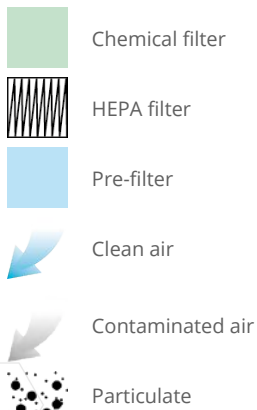 Chemical filter
HEPA filter
Pre-filter
Clean air
Contaminated air
Particulate